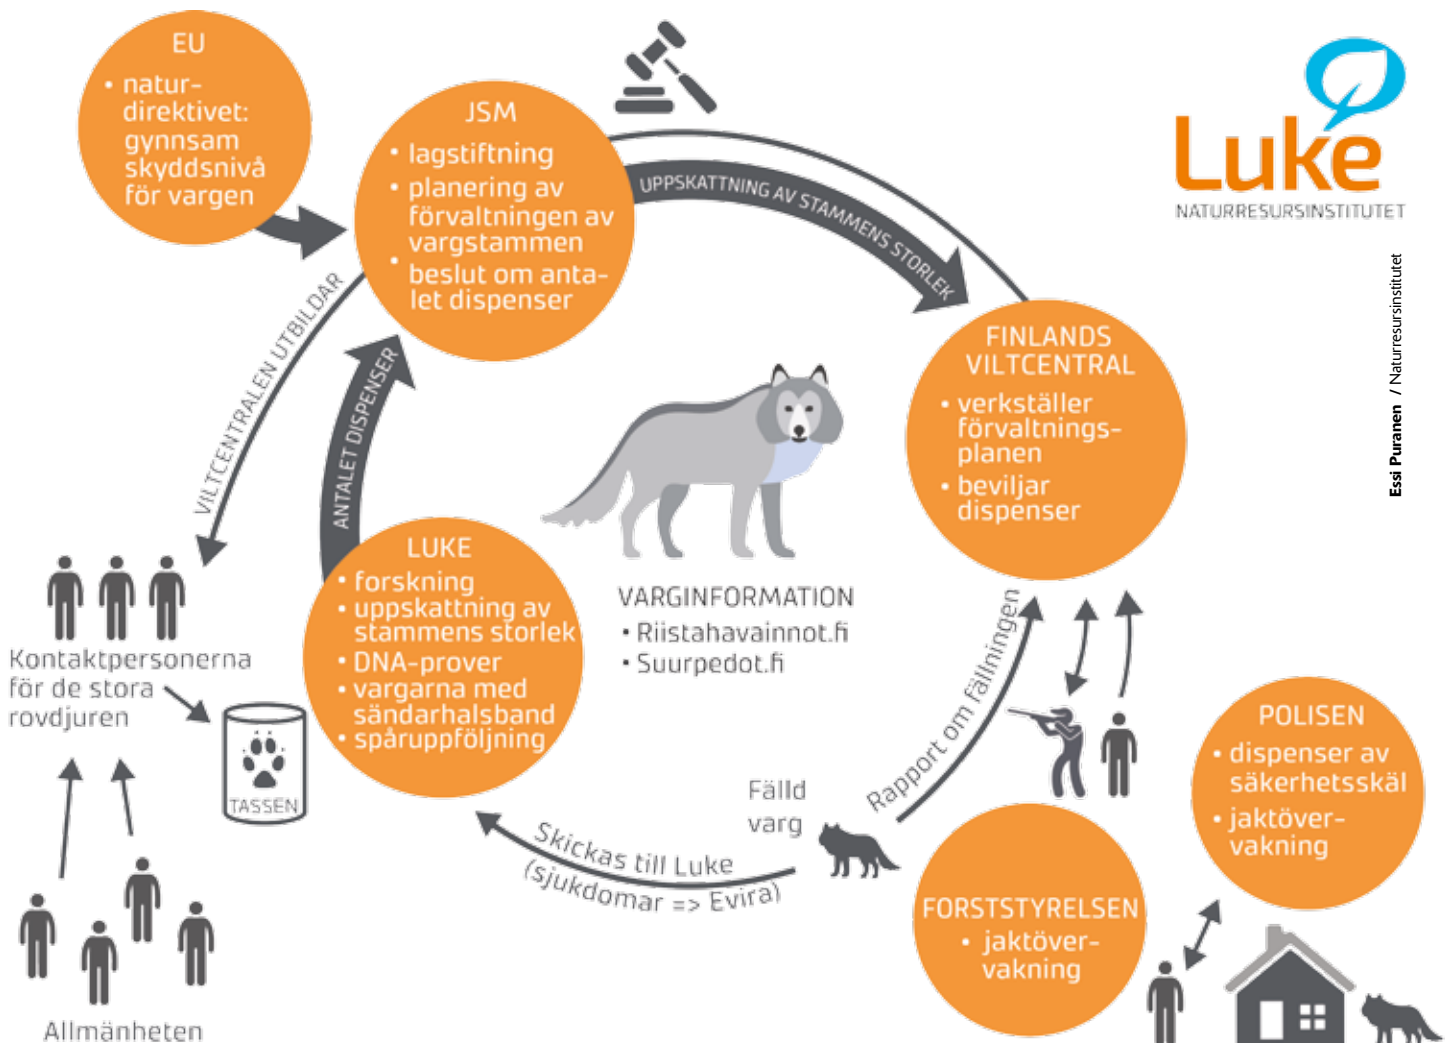 EU
• natur-
direktivet:
gynnsam
skyddsnivå
för vargen
JSM
• lagstiftning
• planering av
förvaltningen av
vargstammen
• beslut om anta-
let dispenser
UPPSKATTNING AV STAMMENS STORLEK
Luke
NATURRESURSINSTITUTET
Essi Puranen / Naturresursinstitutet
FINLANDS
VILTCENTRAL
• verkställer
förvaltnings-
planen
• beviljar
dispenser
VILTCENTRALEN UTBILDAR
ANTALET DISPENSER
LUKE
• forskning
• uppskattning av
stammens storlek
• DNA-prover
• vargarna med
sändarhalsband
• spåruppföljning
VARGINFORMATION
• Riistahavainnot.fi
• Suurpedot.fi
Kontaktpersonerna
för de stora
rovdjuren
TASSEN
Allmänheten
Rapport om fällningen
Fälld
varg
Skickas till Luke
(sjukdomar => Evira)
POLISEN
• dispenser av
säkerhetsskäl
• jaktöver-
vakning
FORSTSTYRELSEN
• jaktöver-
vakning